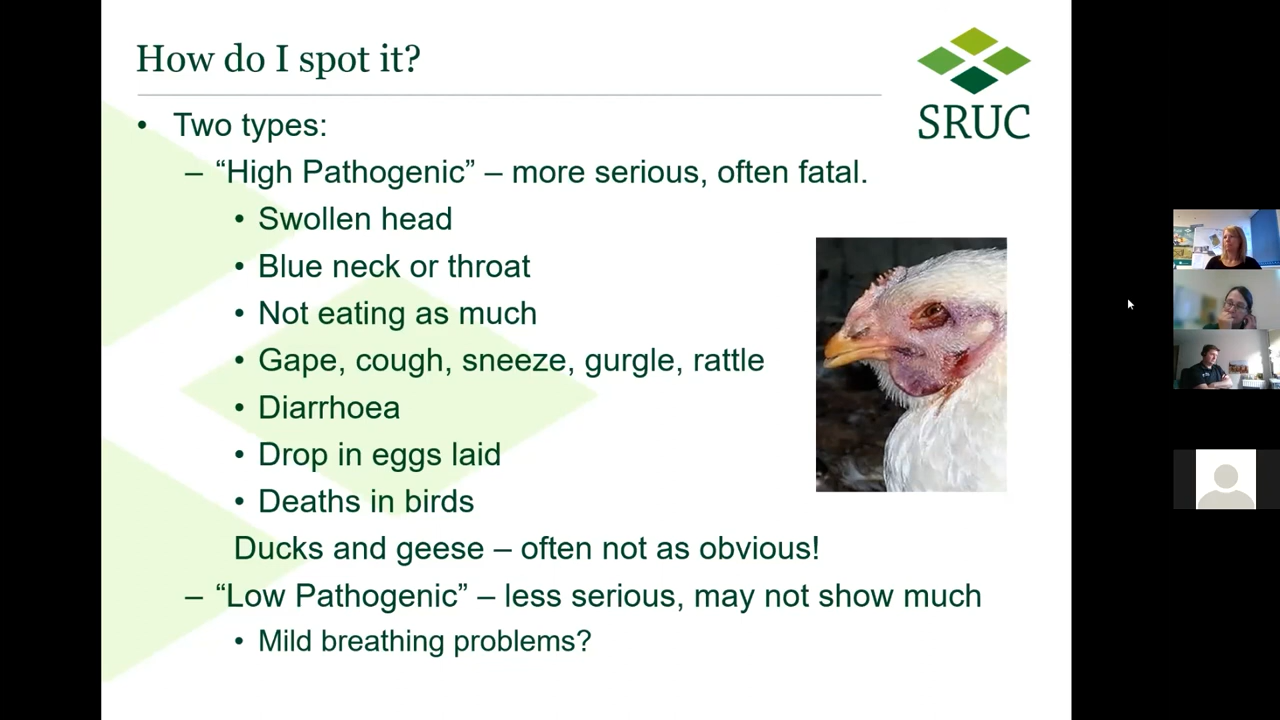 How do I spot it?
SRUC
• Two types:
– “High Pathogenic” – more serious, often fatal.
• Swollen head
• Blue neck or throat
• Not eating as much
• Gape, cough, sneeze, gurgle, rattle
• Diarrhoea
• Drop in eggs laid
• Deaths in birds
Ducks and geese – often not as obvious!
– “Low Pathogenic” – less serious, may not show much
• Mild breathing problems?